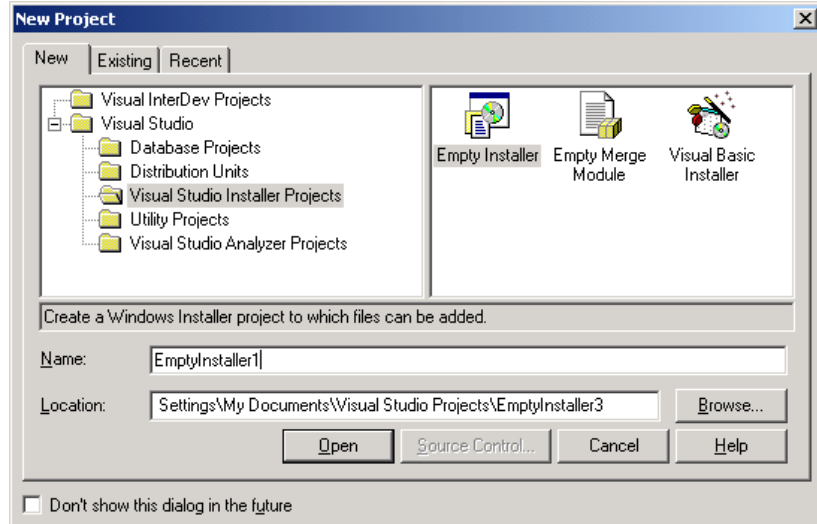 New Project
New Existing Recent
Visual InterDev Projects
Visual Studio
Database Projects
Distribution Units
Visual Studio Installer Projects
Utility Projects
Visual Studio Analyzer Projects
Empty Installer
Empty Merge
Module
Visual Basic
Installer
Create a Windows Installer project to which files can be added.
Name: EmptyInstaller1
Location: Settings\My Documents\Visual Studio Projects\EmptyInstaller3 Browse...
Open Source Control... Cancel Help
Don't show this dialog in the future